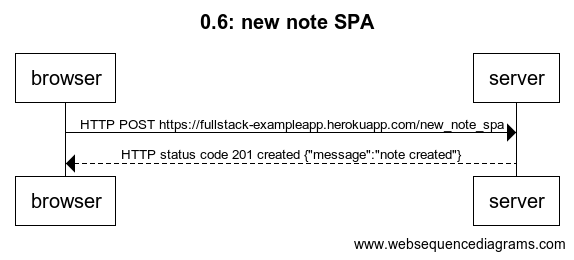 0.6: new note SPA
browser
server
HTTP POST https://fullstack-exampleapp.herokuapp.com/new_note_spa
HTTP status code 201 created {"message":"note created"}
browser
server
www.websequencediagrams.com